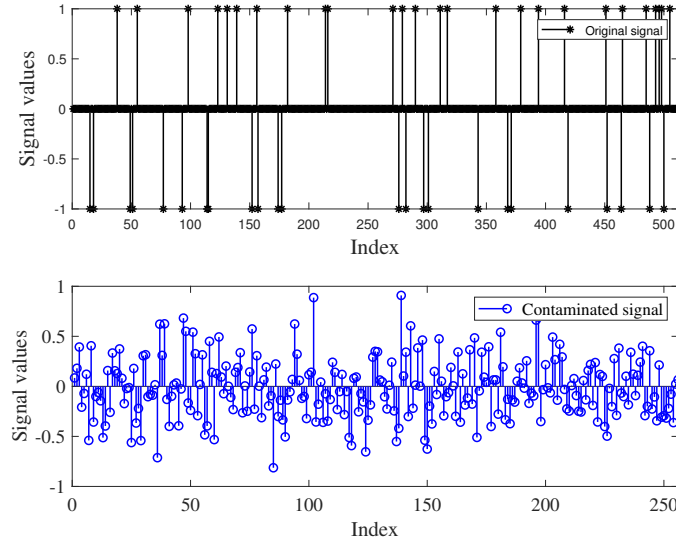 1
0.5
0
-0.5
-1
Signal values
Original signal
0 50 100 150 200 250 300 350 400 450 500
Index
1
0.5
0
-0.5
-1
Signal values
Contaminated signal
0 50 100 150 200 250
Index